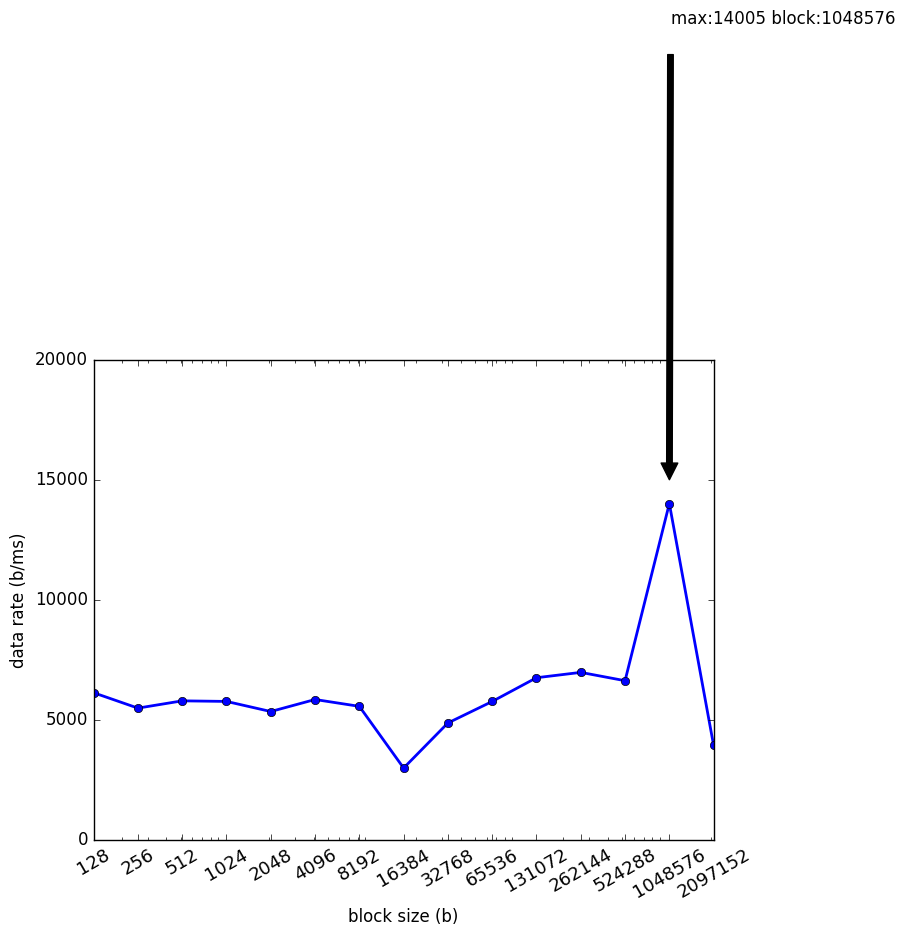 max:14005 block:1048576
20000
15000
10000
5000
0
data rate (b/ms)
128 256 512 1024 2048 4096 8192 16384 32768 65536 131072 262144 524288 1048576 2097152
block size (b)